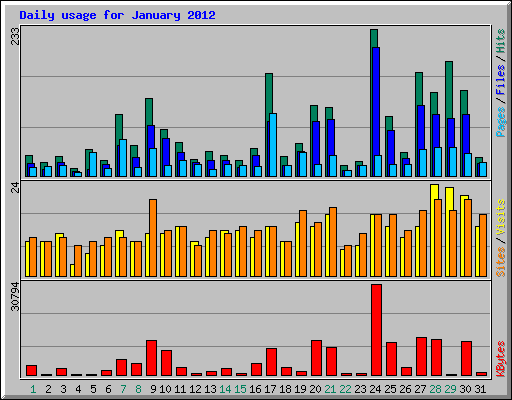 Daily usage for January 2012
233
Pages / Files / Hits
24
Sites / Visits
30794
KBytes
1 2 3 4 5 6 7 8 9 10 11 12 13 14 15 16 17 18 19 20 21 22 23 24 25 26 27 28 29 30 31